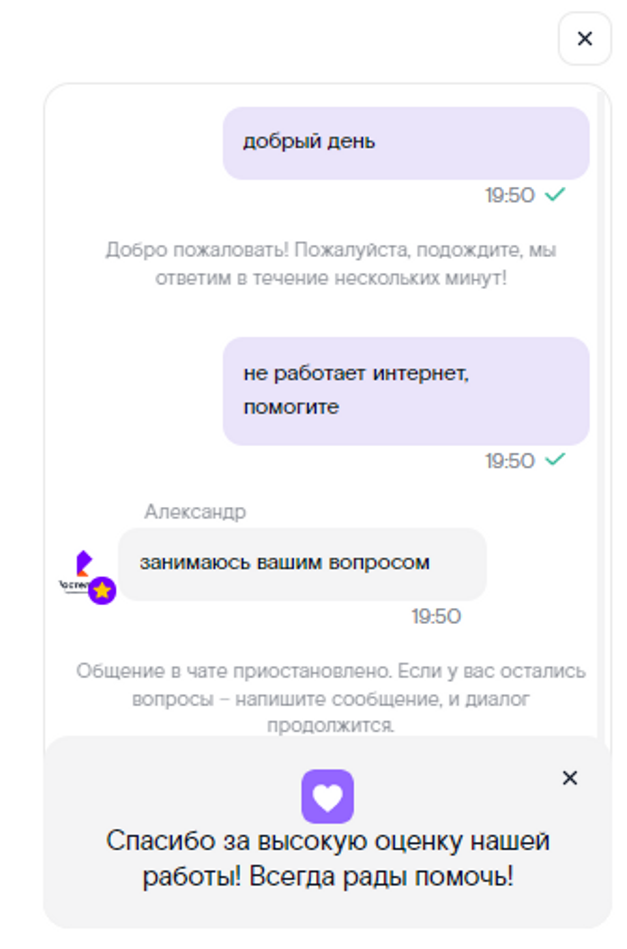 добрый день
19:50
Добро пожаловать! Пожалуйста, подождите, мы
ответим в течение нескольких минут!
не работает интернет,
помогите
19:50
Александр
занимаюсь вашим вопросом
19:50
Общение в чате приостановлено. Если у вас остались
вопросы – напишите сообщение, и диалог
продолжится.
Спасибо за высокую оценку нашей
работы! Всегда рады помочь!